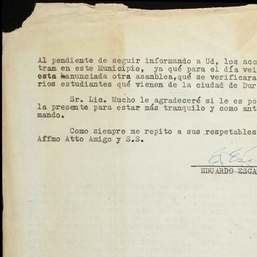 Al pendiente de seguir informando a Ud, los aco
tran en este Municipio, ya qué para el día vei
esta anunciada otra asamblea,qué se verificara
rios estudiantes qué vienen de la ciudad de Dur
Sr. Lic. Mucho le agradeceré si le es po
la presente para estar más tranquilo y como ant
mando.
Como siempre me repito a sus respetables
Affmo Atto Amigo y S.S.
EDUARDO ESCA